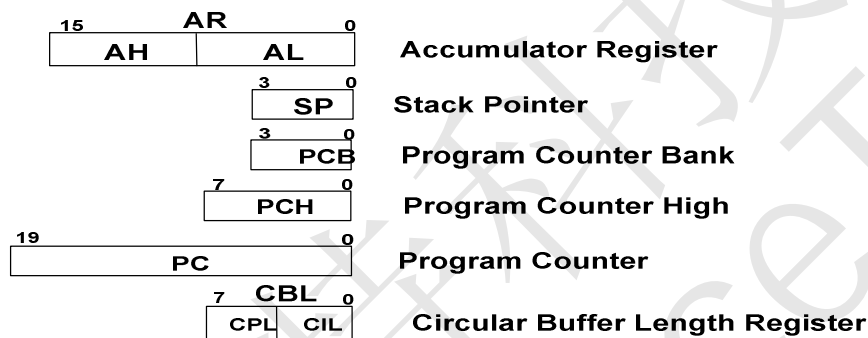 AR
15 0
AH AL Accumulator Register
3 0
SP Stack Pointer
3 0
PCB Program Counter Bank
7 0
PCH Program Counter High
19 0
PC Program Counter
7 CBL 0
CPL CIL Circular Buffer Length Register